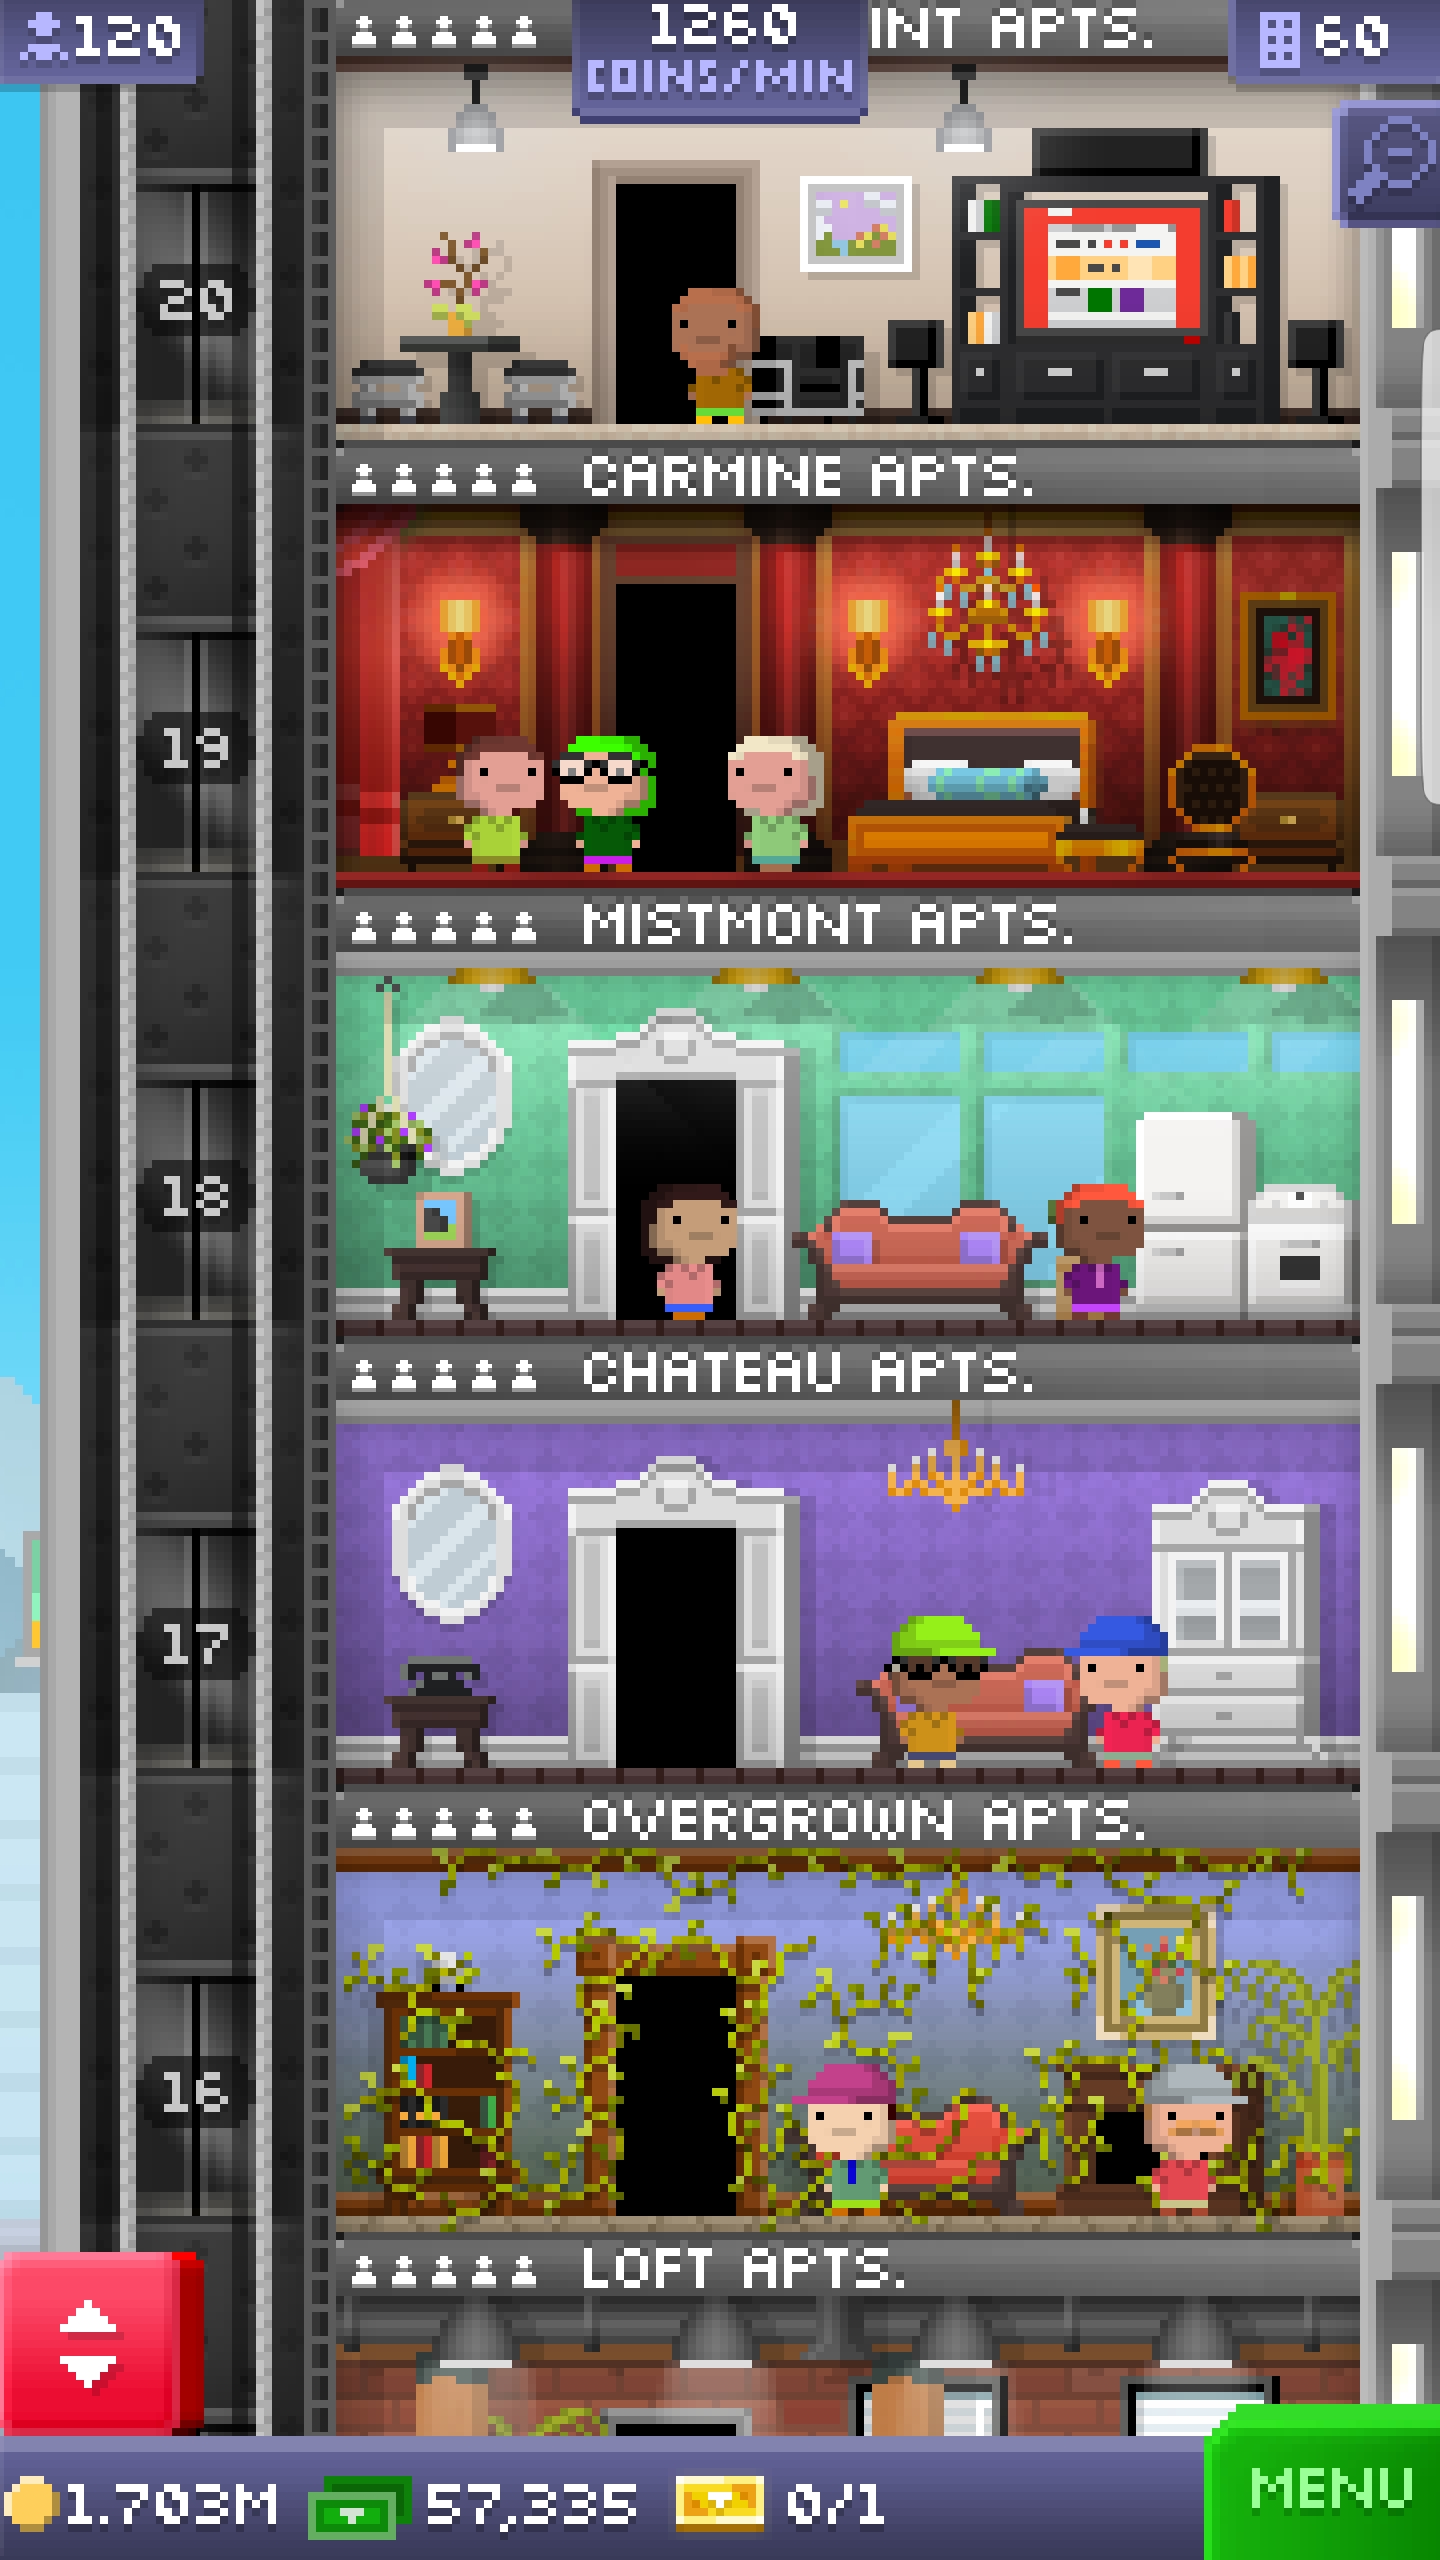 120
1260
COINS/MIN
INT APTS.
60
20
CARMINE APTS.
19
MISTMONT APTS.
18
CHATEAU APTS.
17
OVERGROWN APTS.
16
LOFT APTS.
1.703M
57,335
0/1
MENU